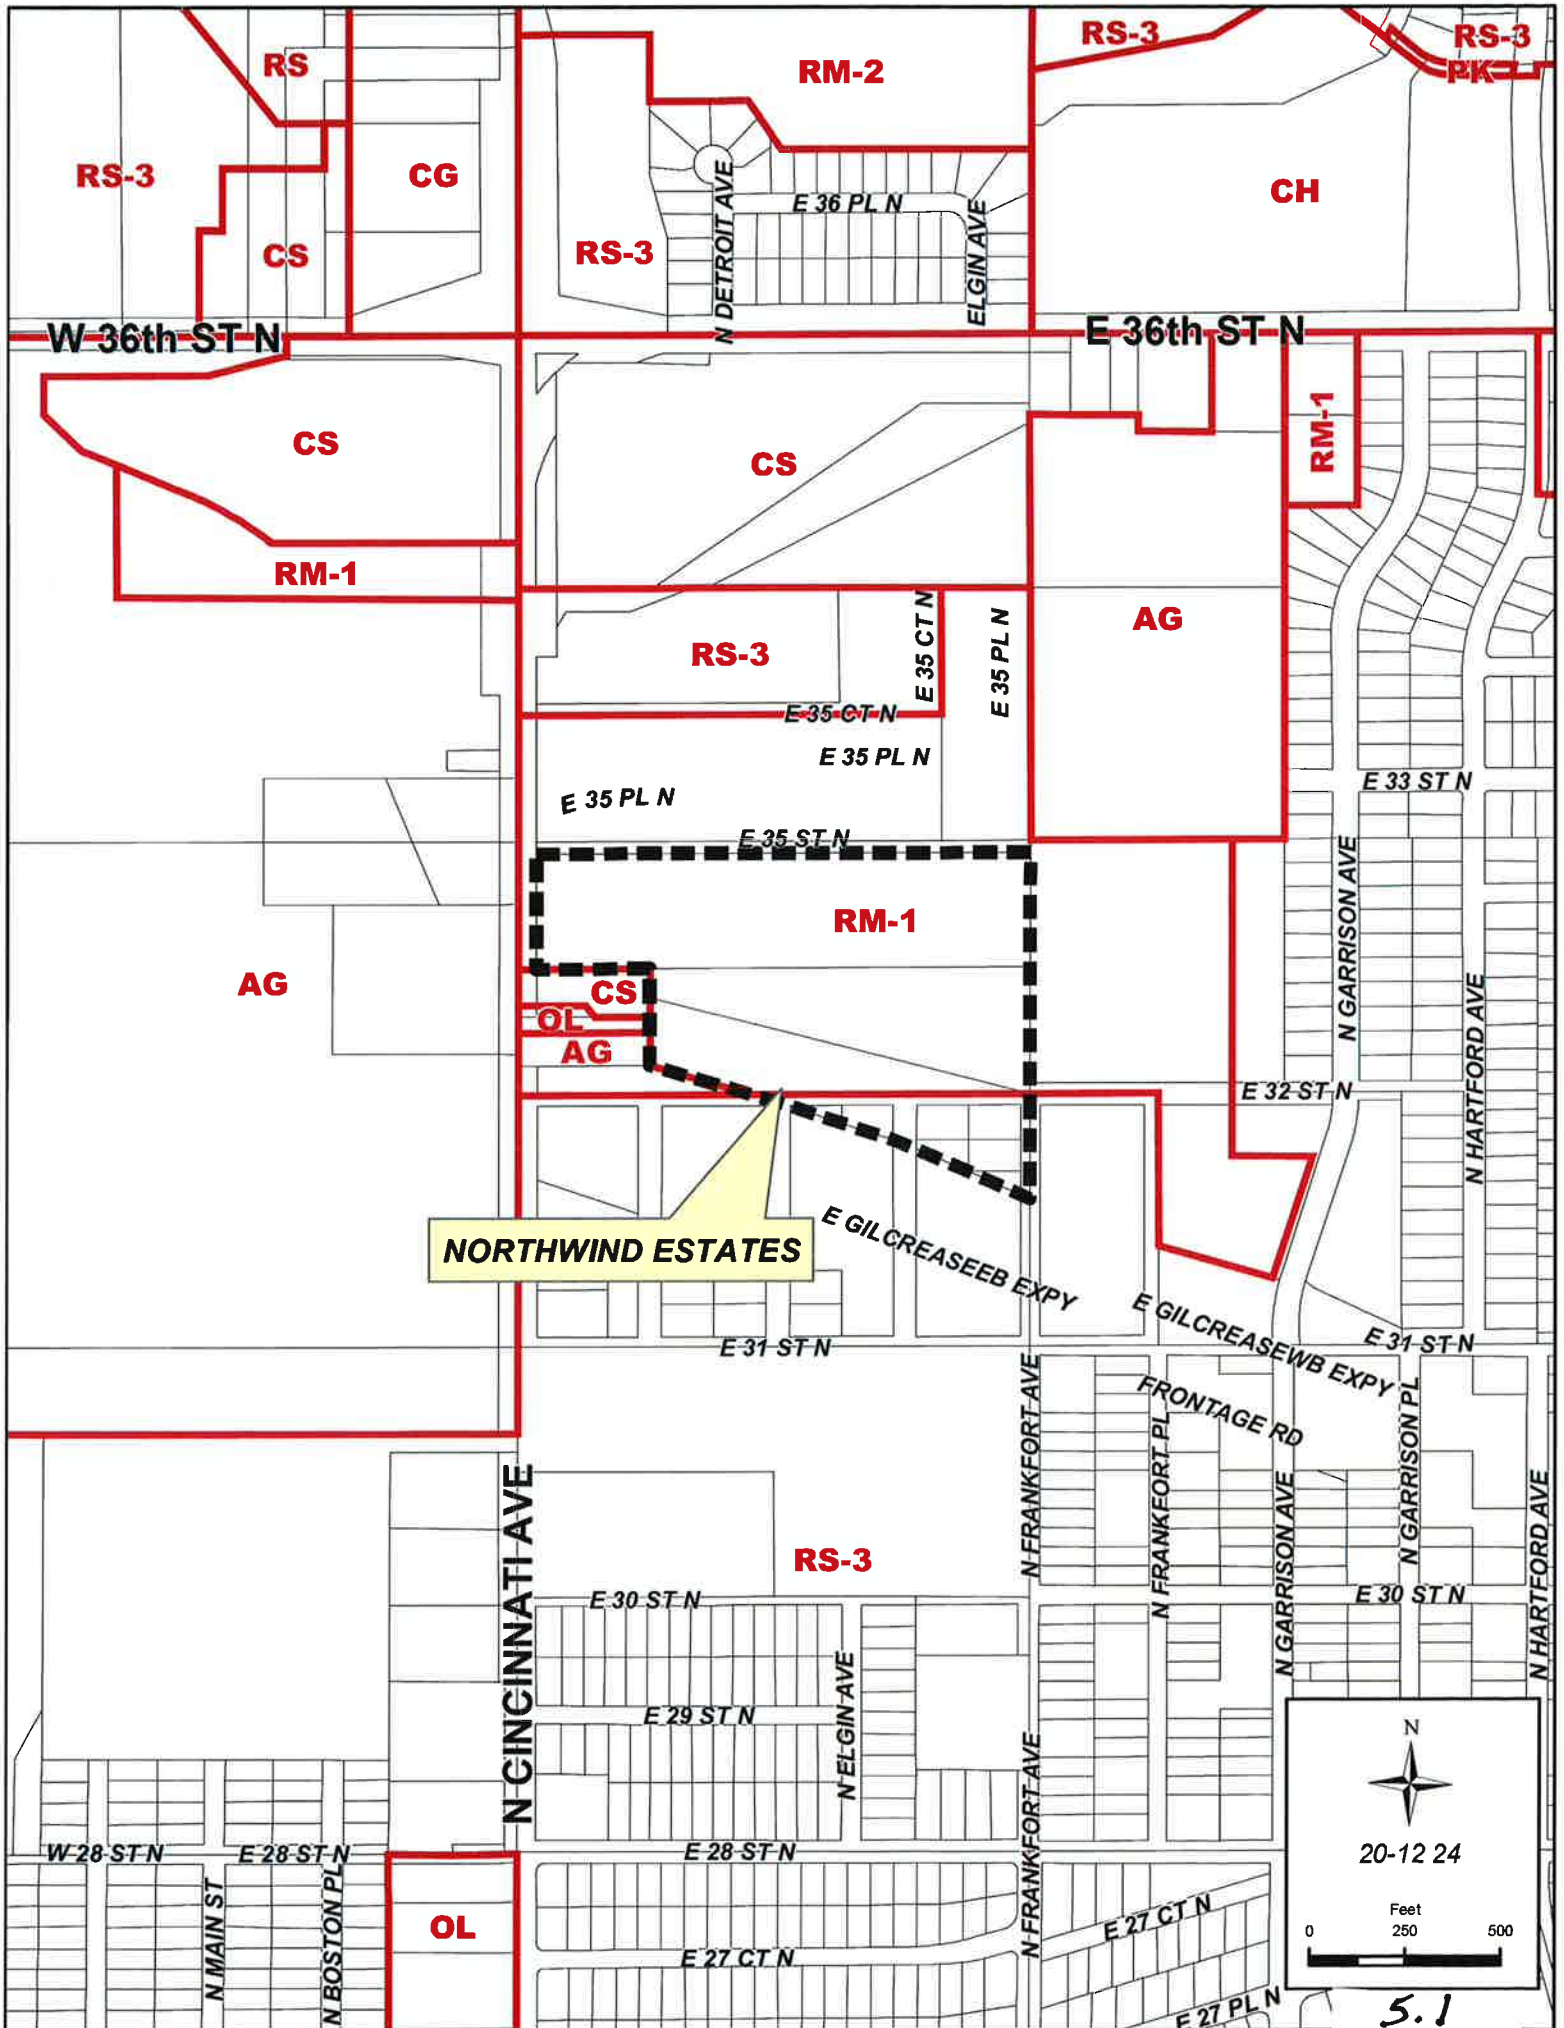 RS-3
RS-3
RS
RM-2
PK
RS-3
CG
CH
N DETROIT AVE
E 36 PL N
ELGIN AVE
CS
RS-3
W 36th ST N
E 36th ST N
CS
CS
RM-1
RM-1
E 35 CT N
E 35 PL N
AG
RS-3
E 35 CT N
E 35 PL N
E 33 ST N
E 35 PL N
E 35 ST N
RM-1
N GARRISON AVE
AG
CS
OL
AG
N HARTFORD AVE
E 32 ST N
NORTHWIND ESTATES
E GILCREASEEB EXPY
E GILCREASEWB EXPY
E 31 ST N
E 31 ST N
FRONTAGE RD
N FRANKFORT AVE
N FRANKFORT PL
N GARRISON PL
N CINCINNATI AVE
N GARRISON AVE
N HARTFORD AVE
RS-3
E 30 ST N
E 30 ST N
N ELGIN AVE
E 29 ST N
N FRANKFORT AVE
N
20-12 24
Feet
0 250 500
W 28 ST N
E 28 ST N
E 28 ST N
N MAIN ST
N BOSTON PL
OL
E 27 CT N
E 27 CT N
E 27 PL N
5.1